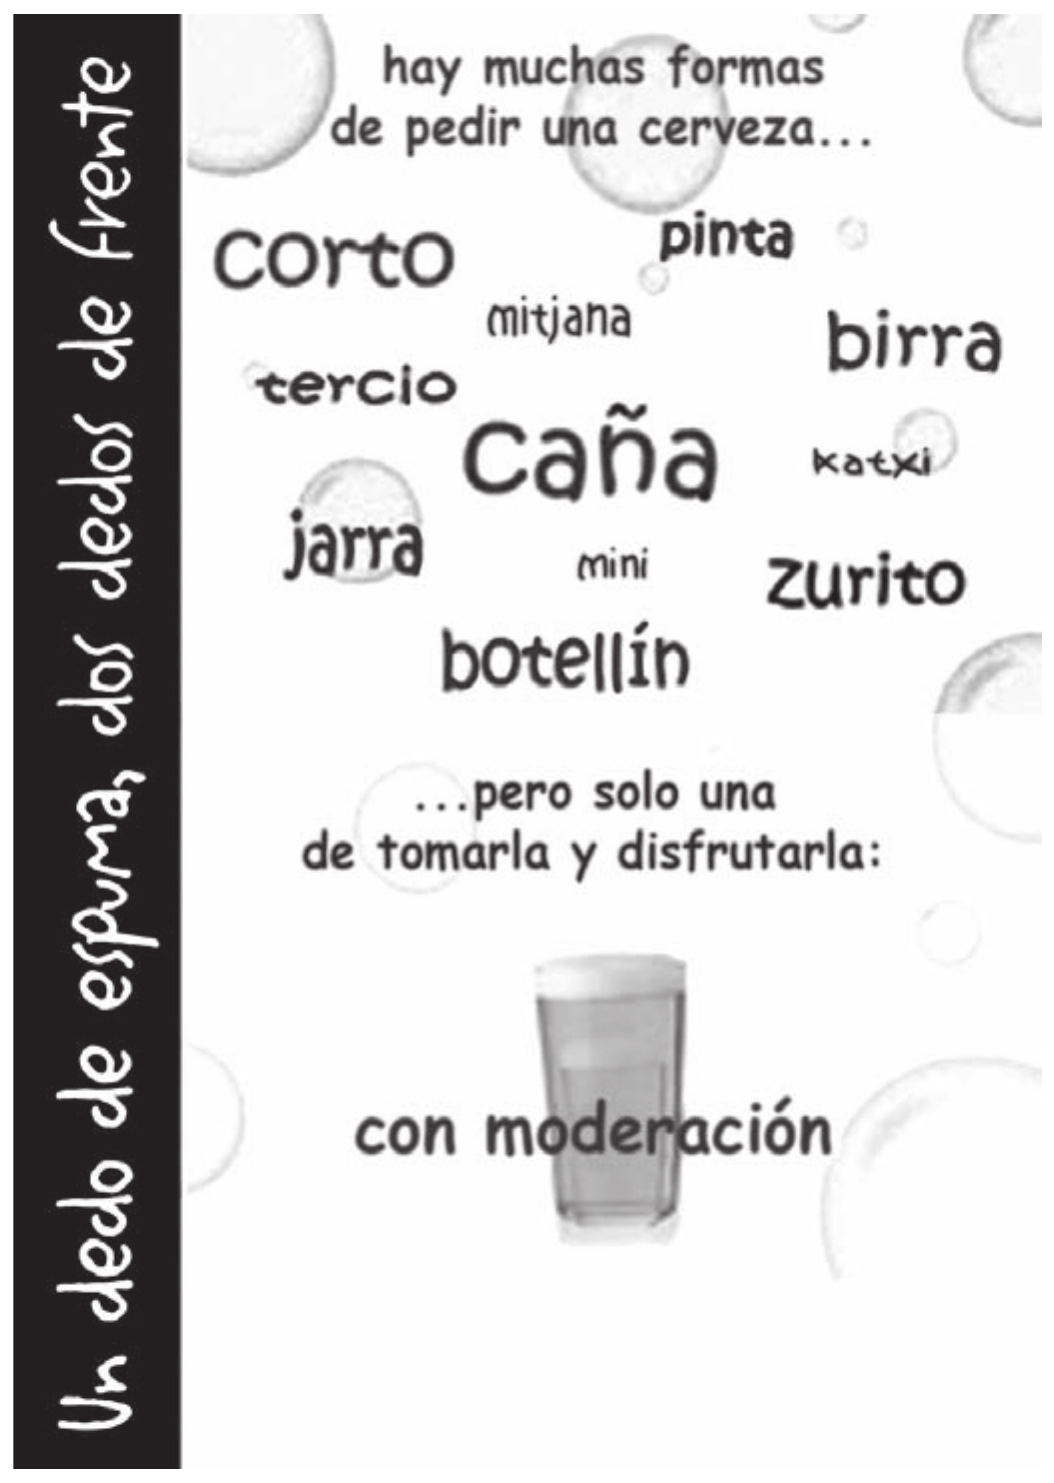 Un dedo de espuma, dos dedos de frente
hay muchas formas
de pedir una cerveza...
pinta
corto
mitjana
birra
tercio
caña
katxi
jarra
mini
zurito
botellín
...pero solo una
de tomarla y disfrutarla:
con moderación